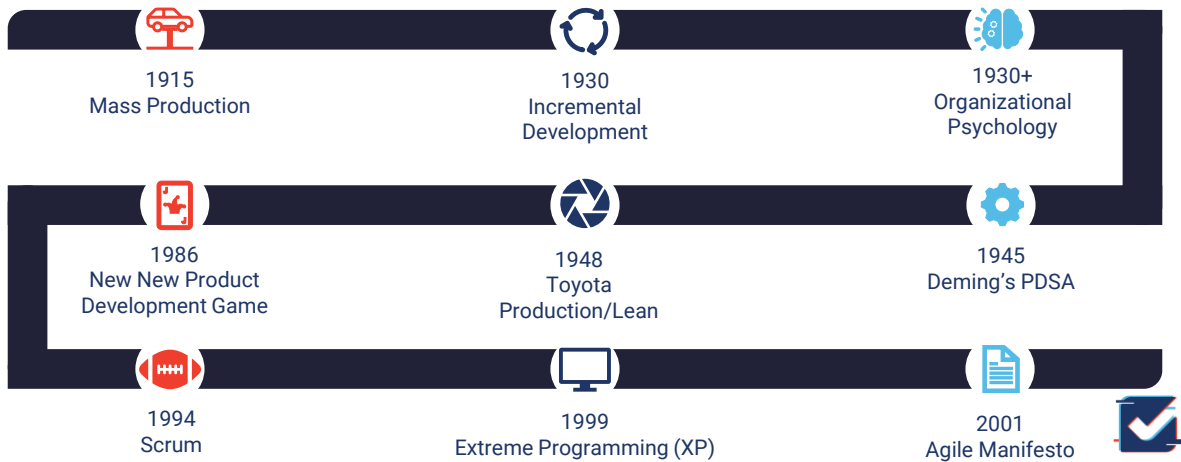 1915
Mass Production
1930
Incremental
Development
1930+
Organizational
Psychology
J
J
1986
New New Product
Development Game
1948
Toyota
Production/Lean
1945
Deming’s PDSA
1994
Scrum
1999
Extreme Programming (XP)
2001
Agile Manifesto